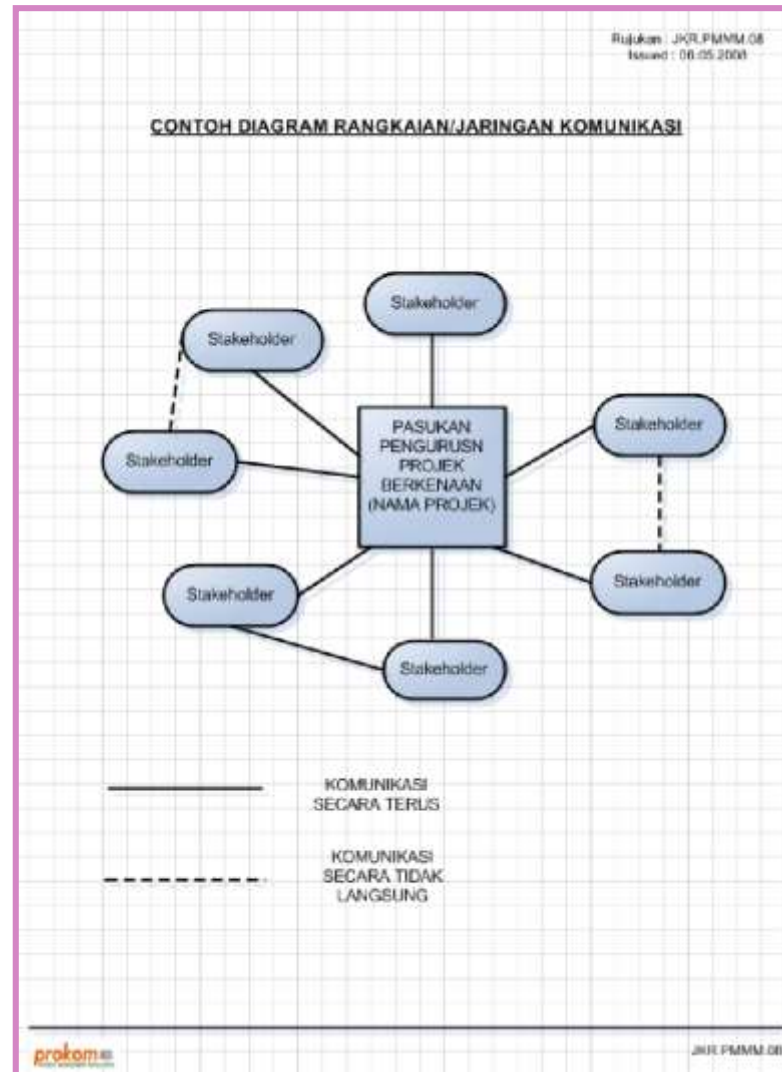 Rujukan : JKR.PMMM.08
Issued : 06.05.2008
CONTOH DIAGRAM RANGKAIAN/JARINGAN KOMUNIKASI
Stakeholder
Stakeholder
Stakeholder
Stakeholder
PASUKAN
PENGURUSN
PROJEK
BERKENAAN
(NAMA PROJEK)
Stakeholder
Stakeholder
Stakeholder
KOMUNIKASI
SECARA TERUS
KOMUNIKASI
SECARA TIDAK
LANGSUNG
prokom
JKR.PMMM.08